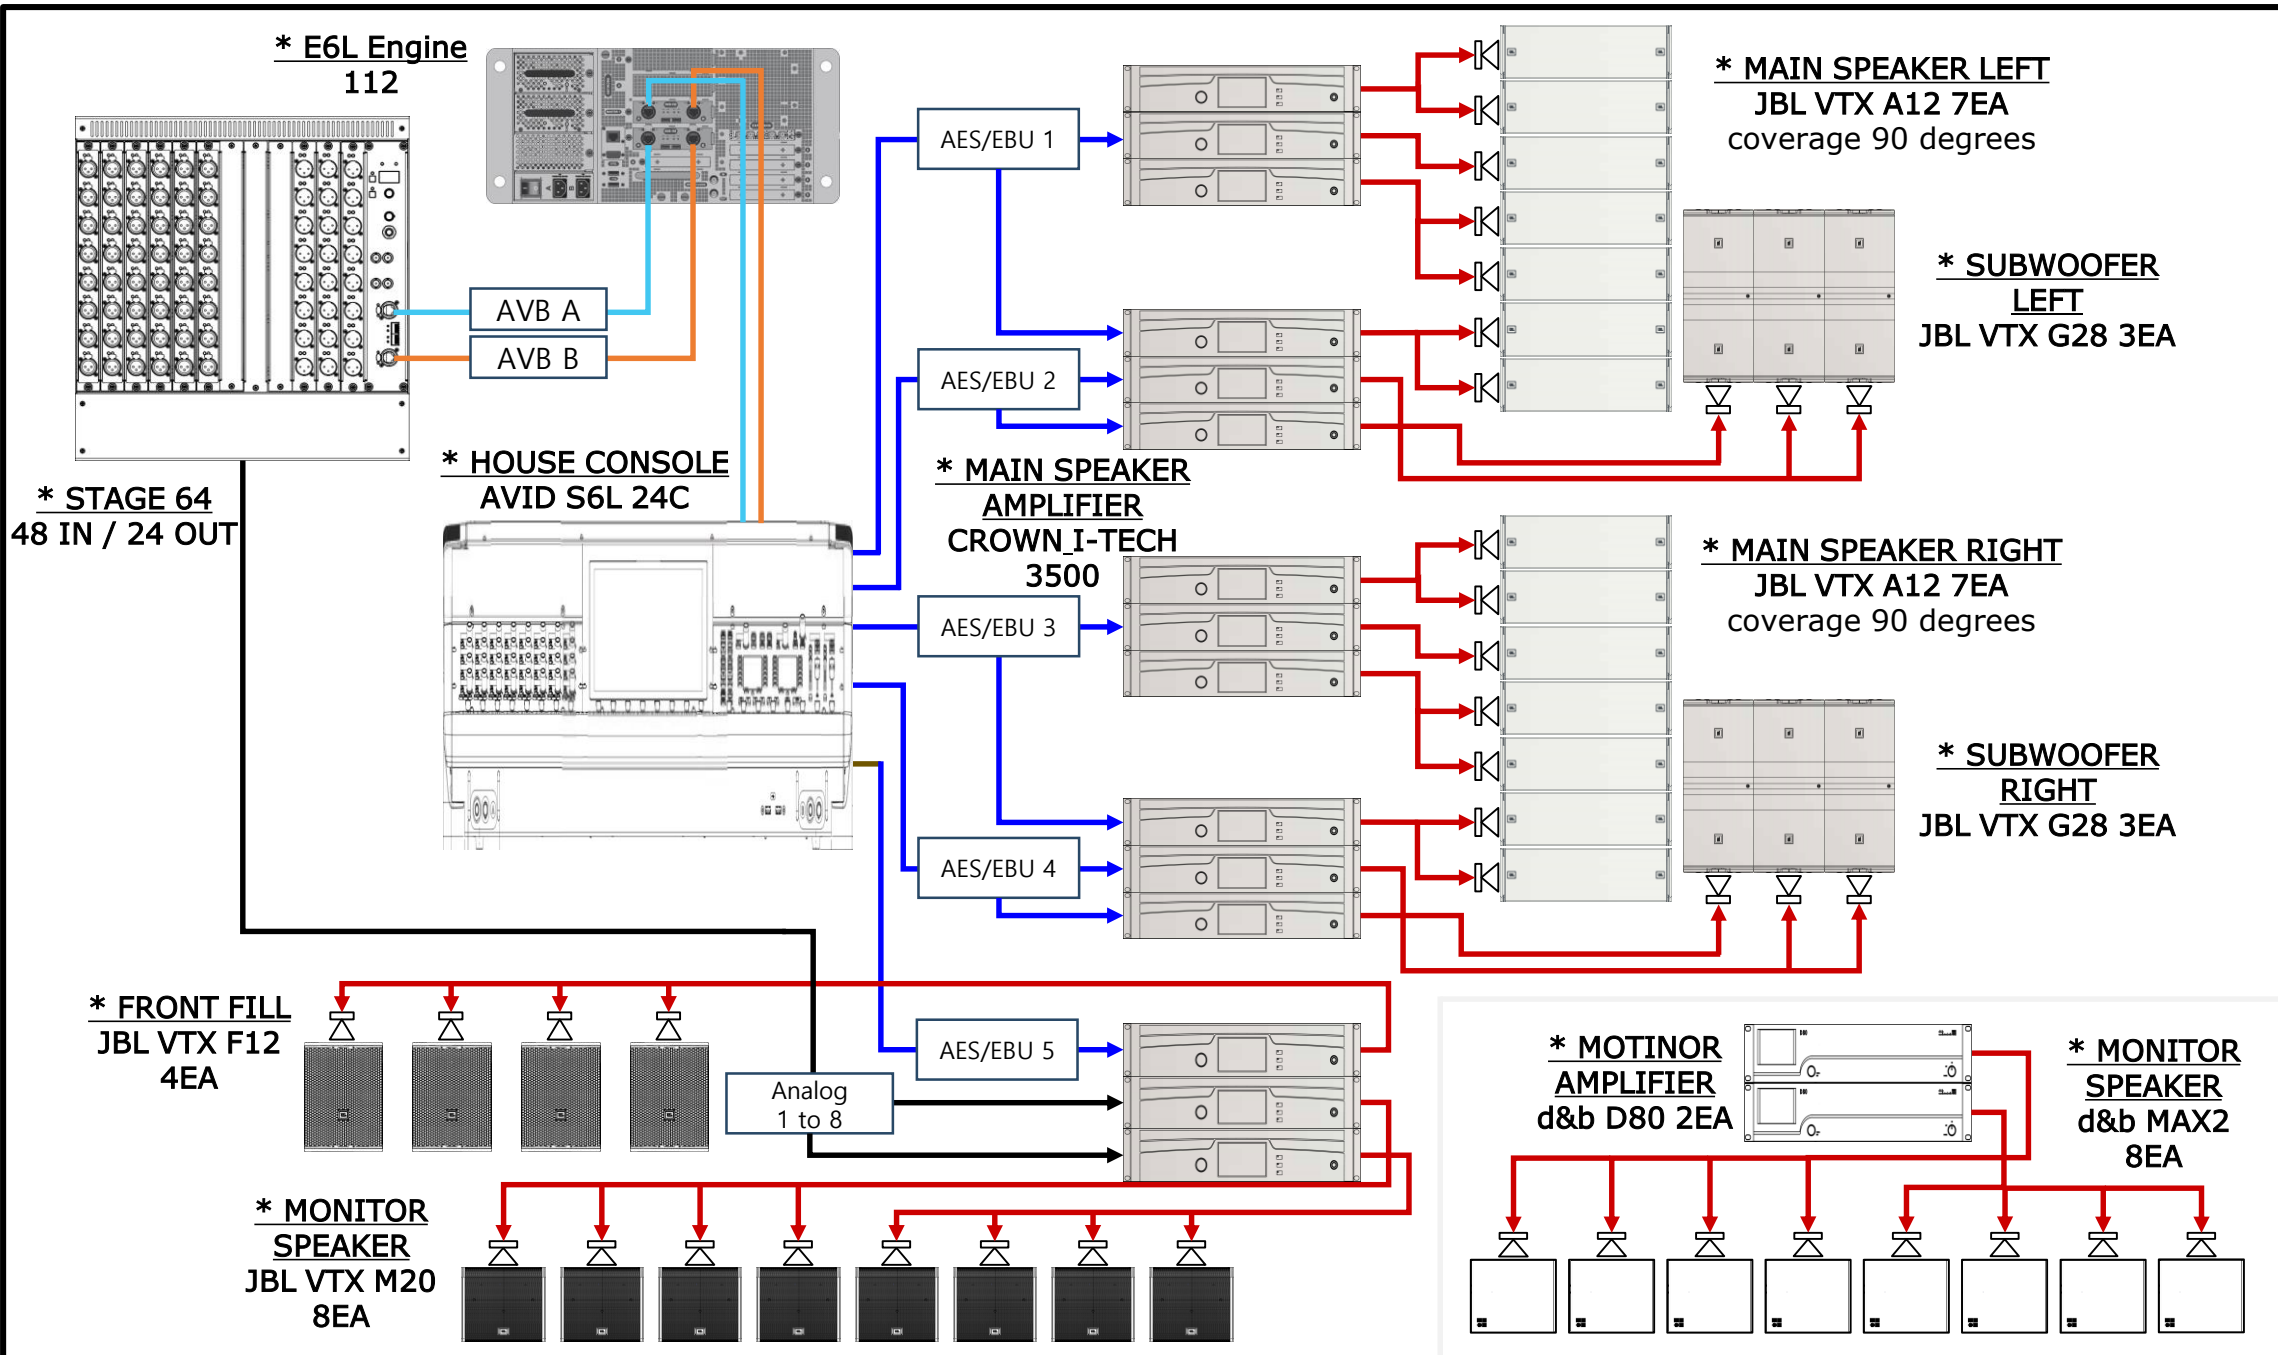 * E6L Engine
112
* STAGE 64
48 IN / 24 OUT
AVB A
AVB B
* HOUSE CONSOLE
AVID S6L 24C
AES/EBU 1
AES/EBU 2
* MAIN SPEAKER
AMPLIFIER
CROWN I-TECH
3500
AES/EBU 3
AES/EBU 4
AES/EBU 5
Analog
1 to 8
* MAIN SPEAKER LEFT
JBL VTX A12 7EA
coverage 90 degrees
* SUBWOOFER
LEFT
JBL VTX G28 3EA
* MAIN SPEAKER RIGHT
JBL VTX A12 7EA
coverage 90 degrees
* SUBWOOFER
RIGHT
JBL VTX G28 3EA
* FRONT FILL
JBL VTX F12
4EA
* MONITOR
SPEAKER
JBL VTX M20
8EA
* MOTINOR
AMPLIFIER
d&b D80 2EA
* MONITOR
SPEAKER
d&b MAX2
8EA